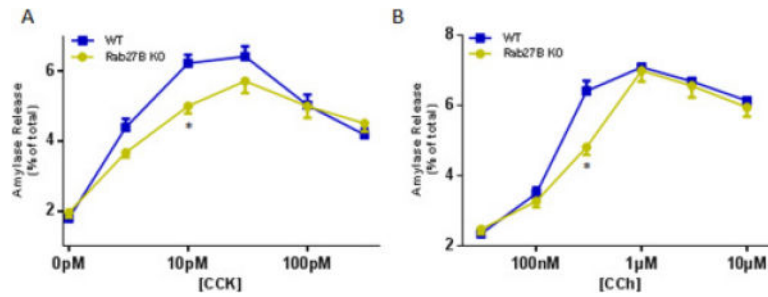 A
WT
Rab27B KO
Amylase Release
(% of total)
6
4
2
*
0pM
10pM
100pM
[CCK]
B
WT
Rab27B KO
Amylase Release
(% of total)
8
6
4
2
*
100nM
1µM
10µM
[CCh]